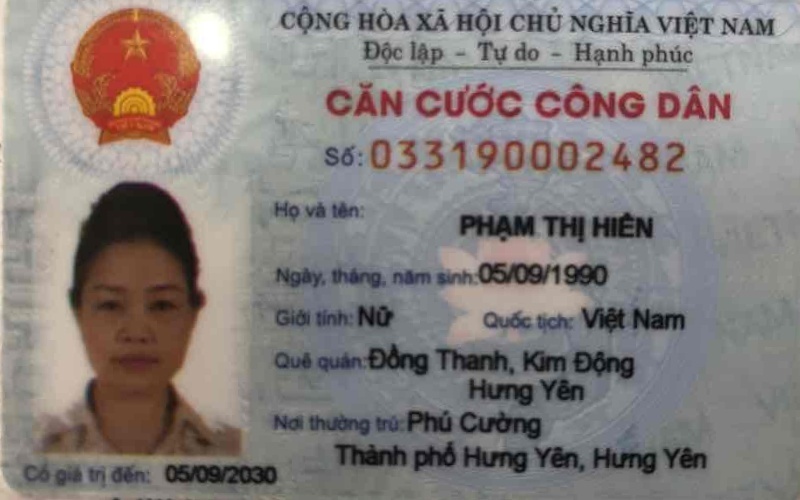 CỘNG HÒA XÃ HỘI CHỦ NGHĨA VIỆT NAM
Độc lập - Tự do - Hạnh phúc
CĂN CƯỚC CÔNG DÂN
Số: 033190002482
Họ và tên:
PHẠM THỊ HIÊN
Ngày, tháng, năm sinh: 05/09/1990
Giới tính: Nữ Quốc tịch: Việt Nam
Quê quán: Đồng Thanh, Kim Động
Hưng Yên
Nơi thường trú: Phú Cường
Thành phố Hưng Yên, Hưng Yên
Có giá trị đến: 05/09/2030